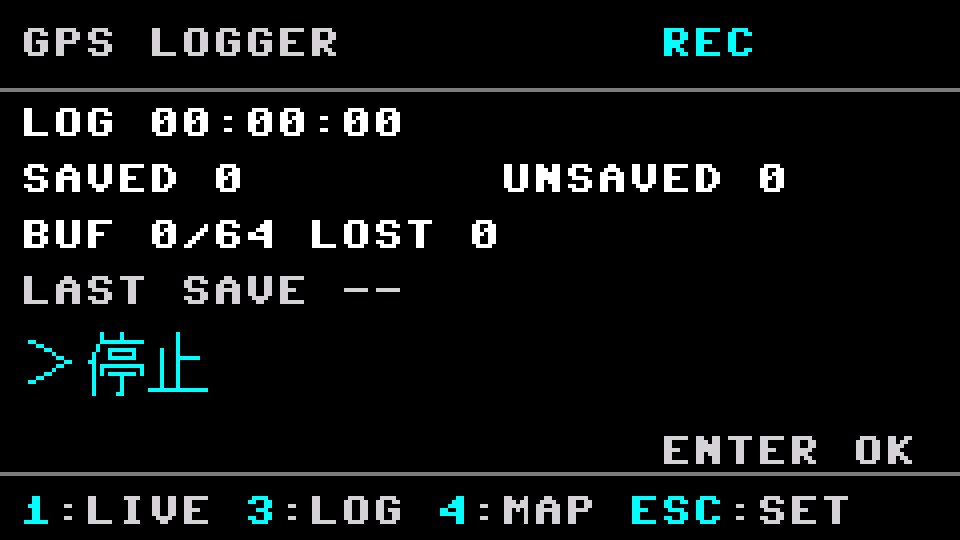 GPS LOGGER REC
LOG 00:00:00
SAVED 0 UNSAVED 0
BUF 0/64 LOST 0
LAST SAVE --
>停止
ENTER OK
1:LIVE 3:LOG 4:MAP ESC:SET